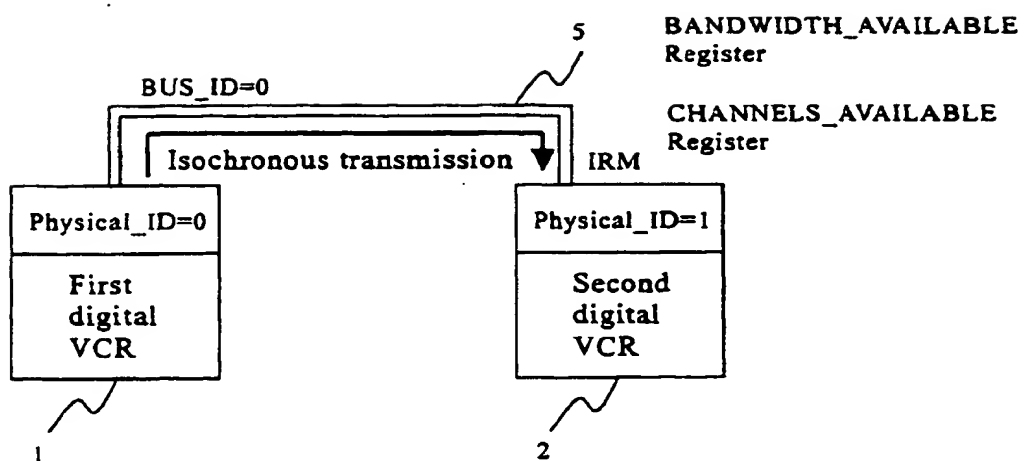 5
BANDWIDTH_AVAILABLE
Register
BUS_ID=0
CHANNELS_AVAILABLE
Register
Isochronous transmission
IRM
Physical_ID=0
Physical_ID=1
First
digital
VCR
Second
digital
VCR
1
2